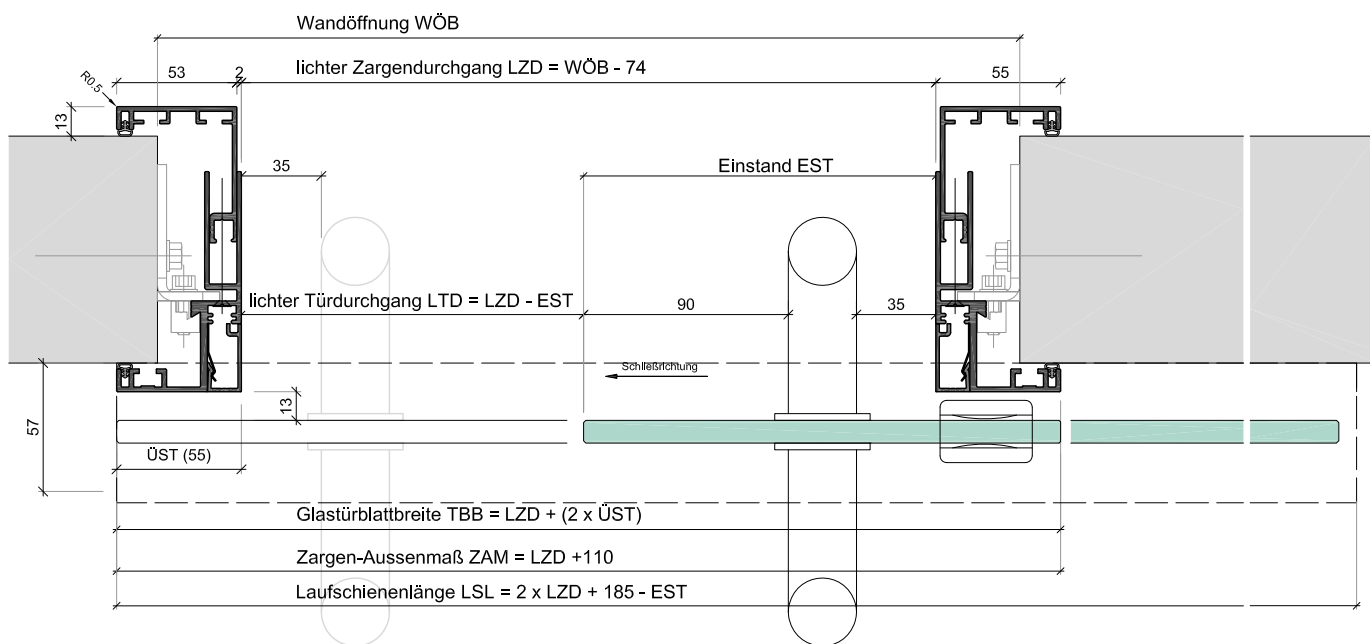 Wandöffnung WÖB
53
2
lichter Zargendurchgang LZD = WÖB - 74
55
R0.5
13
35
Einstand EST
lichter Türdurchgang LTD = LZD - EST
90
35
Schließrichtung
13
57
ÜST (55)
Glastürblattbreite TBB = LZD + (2 x ÜST)
Zargen-Aussenmaß ZAM = LZD +110
Laufschienenlänge LSL = 2 x LZD + 185 - EST